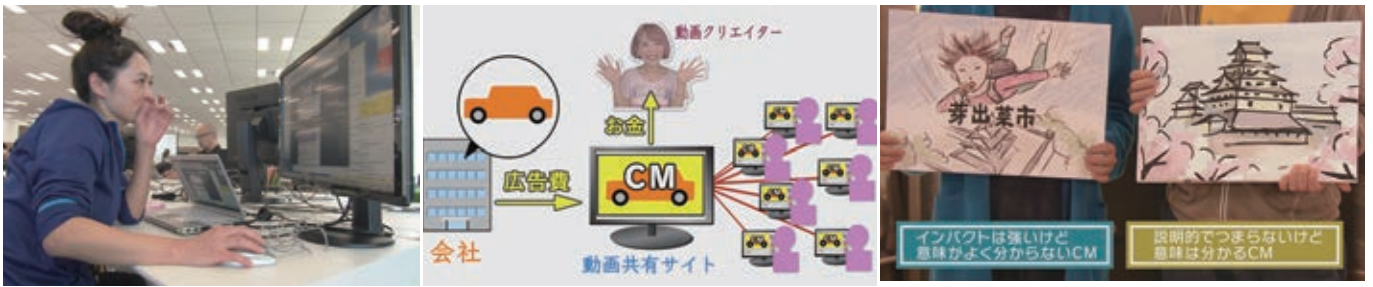 動画クリエイター
お金
広告費
CM
会社
動画共有サイト
芽出菜市
インパクトは強いけど
意味がよく分からないCM
説明的でつまらないけど
意味は分かるCM